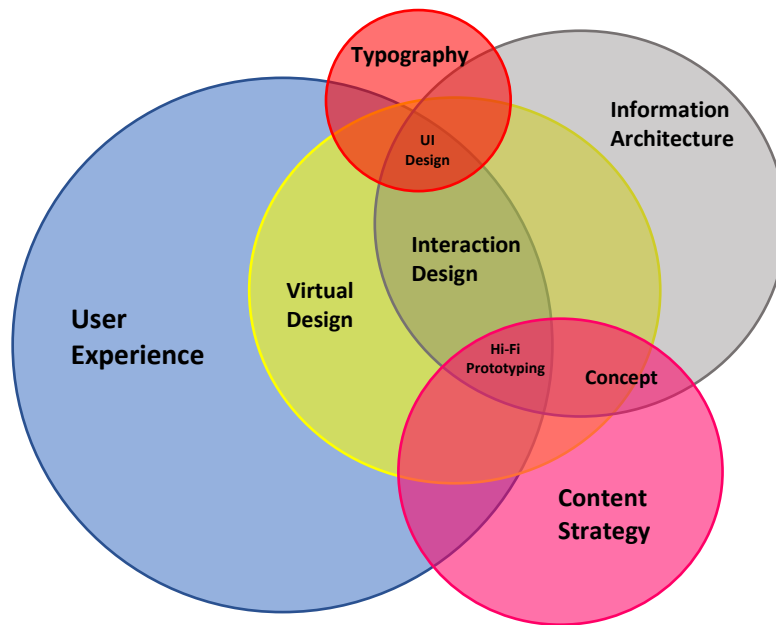 Typography
Information
Architecture
UI
Design
Interaction
Design
Virtual
Design
User
Experience
Hi-Fi
Prototyping
Concept
Content
Strategy